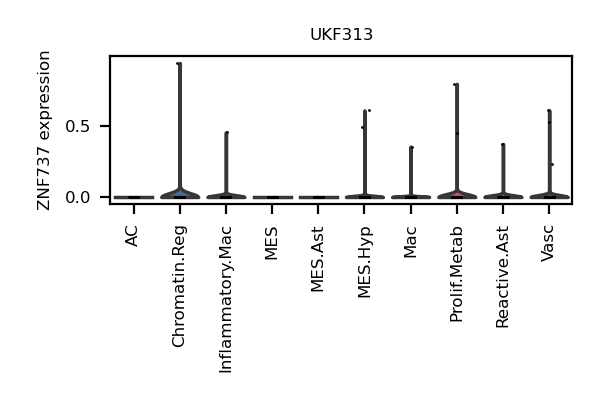 UKF313
ZNF737 expression
0.5
0.0
AC
Chromatin.Reg
Inflammatory.Mac
MES
MES.Ast
MES.Hyp
Mac
Prolif.Metab
Reactive.Ast
Vasc